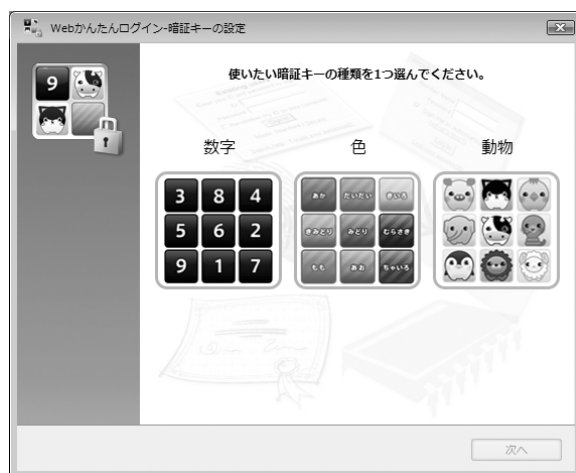 Webかんたんログイン-暗証キーの設定
9
使いたい暗証キーの種類を1つ選んでください。
数字 色 動物
3 8 4 あか だいだい きいろ
5 6 2 きみどり みどり むらさき
9 1 7 もも あお ちゃいろ
次へ